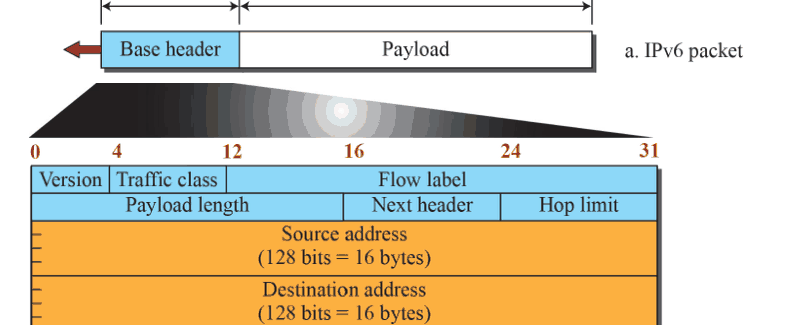 Base header Payload a. IPv6 packet
0 4 12 16 24 31
Version Traffic class Flow label
Payload length Next header Hop limit
Source address
(128 bits = 16 bytes)
Destination address
(128 bits = 16 bytes)